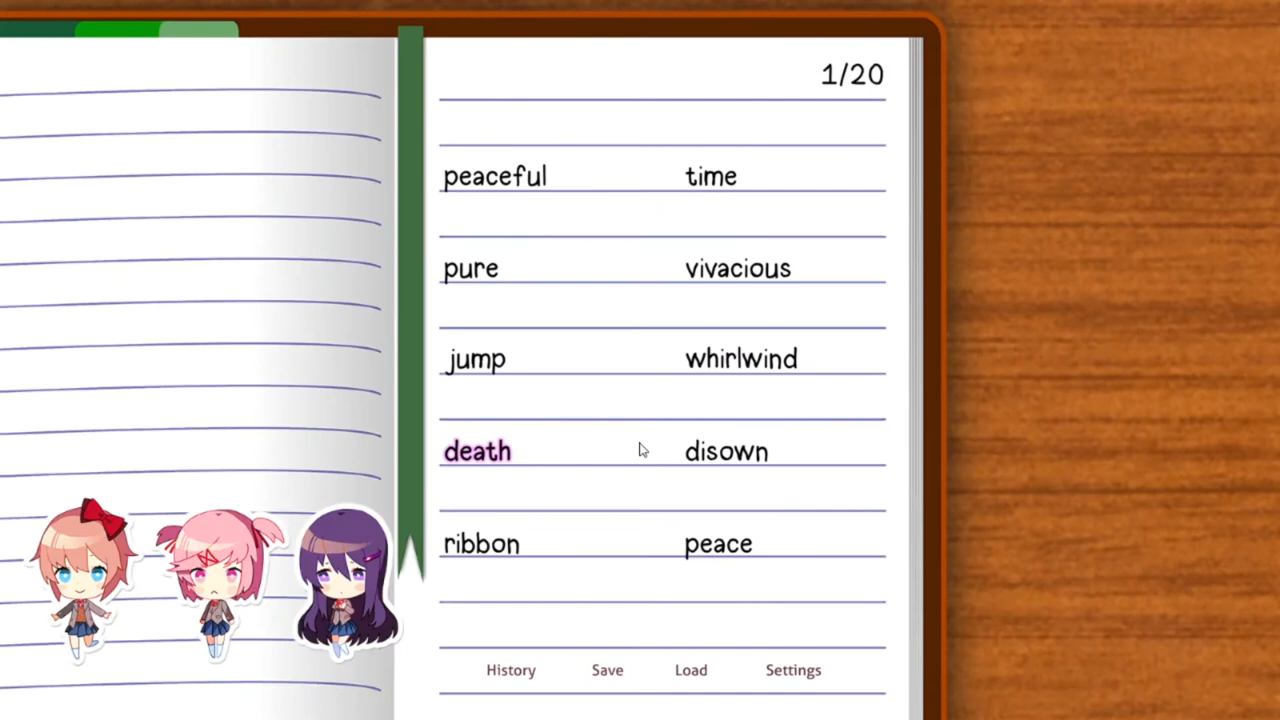 1/20
peaceful time
pure vivacious
jump whirlwind
death disown
ribbon peace
History Save Load Settings